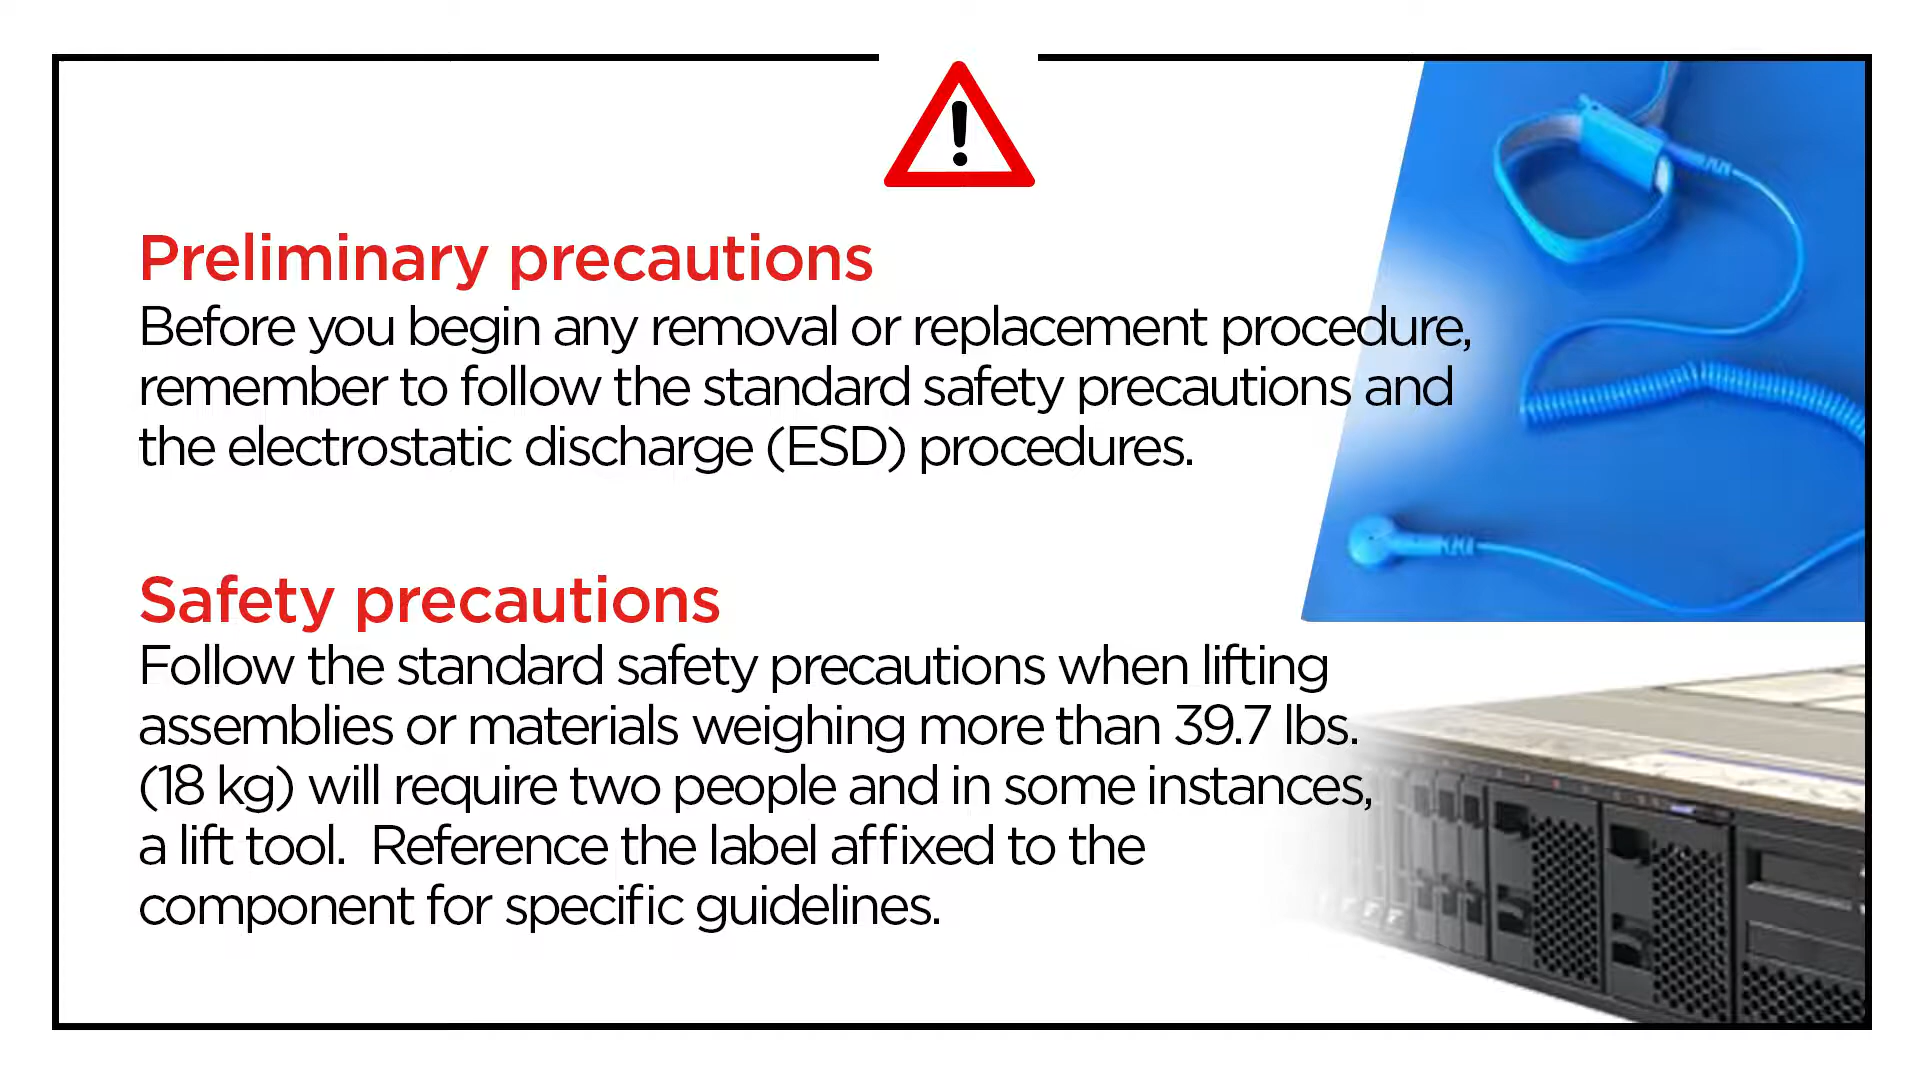 Preliminary precautions
Before you begin any removal or replacement procedure,
remember to follow the standard safety precautions and
the electrostatic discharge (ESD) procedures.
Safety precautions
Follow the standard safety precautions when lifting
assemblies or materials weighing more than 39.7 lbs.
(18 kg) will require two people and in some instances,
a lift tool.  Reference the label affixed to the
component for specific guidelines.